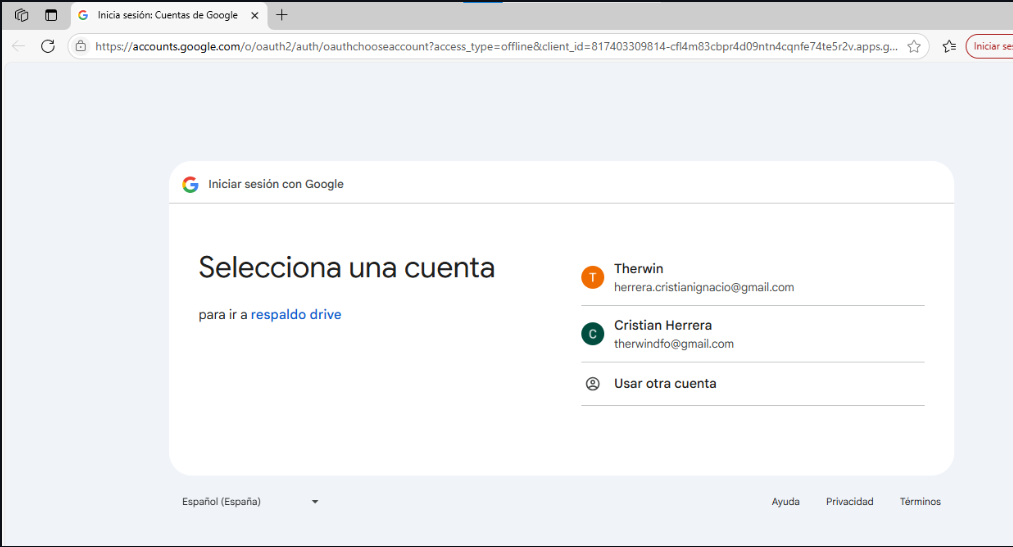 Inicia sesión: Cuentas de Google
https://accounts.google.com/o/oauth2/auth/oauthchooseaccount?access_type=offline&client_id=817403309814-cfl4m83cbpr4d09ntn4cqnfe74te5r2v.apps.g...
Iniciar se
Iniciar sesión con Google
Selecciona una cuenta
para ir a respaldo drive
T
Therwin
herrera.cristianignacio@gmail.com
C
Cristian Herrera
therwindfo@gmail.com
Usar otra cuenta
Español (España)
Ayuda
Privacidad
Términos